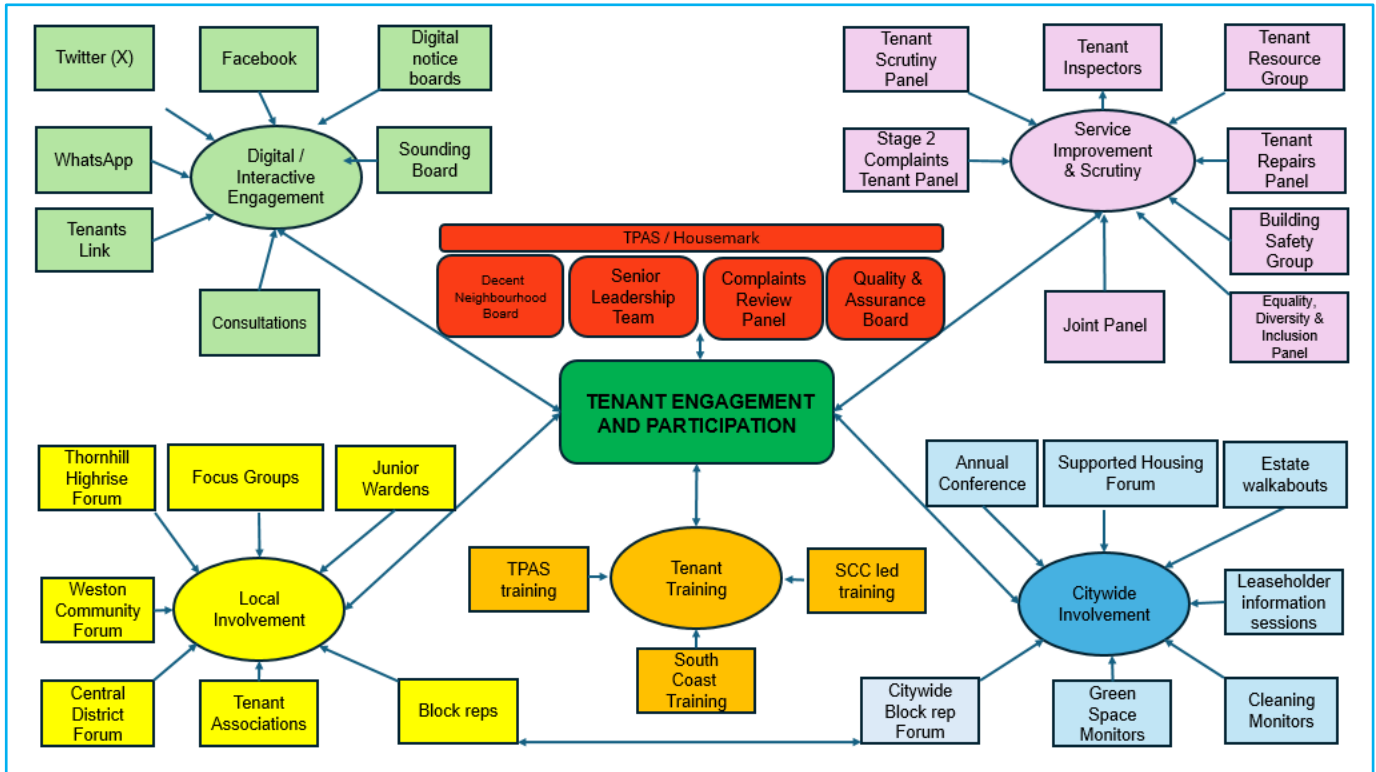 Twitter (X)
Facebook
Digital
notice
boards
WhatsApp
Digital /
Interactive
Engagement
Sounding
Board
Tenants
Link
Consultations
Tenant
Scrutiny
Panel
Tenant
Inspectors
Tenant
Resource
Group
Stage 2
Complaints
Tenant Panel
Service
Improvement
& Scrutiny
Tenant
Repairs
Panel
Building
Safety
Group
Joint Panel
Equality,
Diversity &
Inclusion
Panel
TPAS / Housemark
Decent
Neighbourhood
Board
Senior
Leadership
Team
Complaints
Review
Panel
Quality &
Assurance
Board
TENANT ENGAGEMENT
AND PARTICIPATION
Thornhill
Highrise
Forum
Focus Groups
Junior
Wardens
Weston
Community
Forum
Local
Involvement
Central
District
Forum
Tenant
Associations
Block reps
TPAS
training
Tenant
Training
SCC led
training
South
Coast
Training
Annual
Conference
Supported Housing
Forum
Estate
walkabouts
Citywide
Involvement
Leaseholder
information
sessions
Citywide
Block rep
Forum
Green
Space
Monitors
Cleaning
Monitors